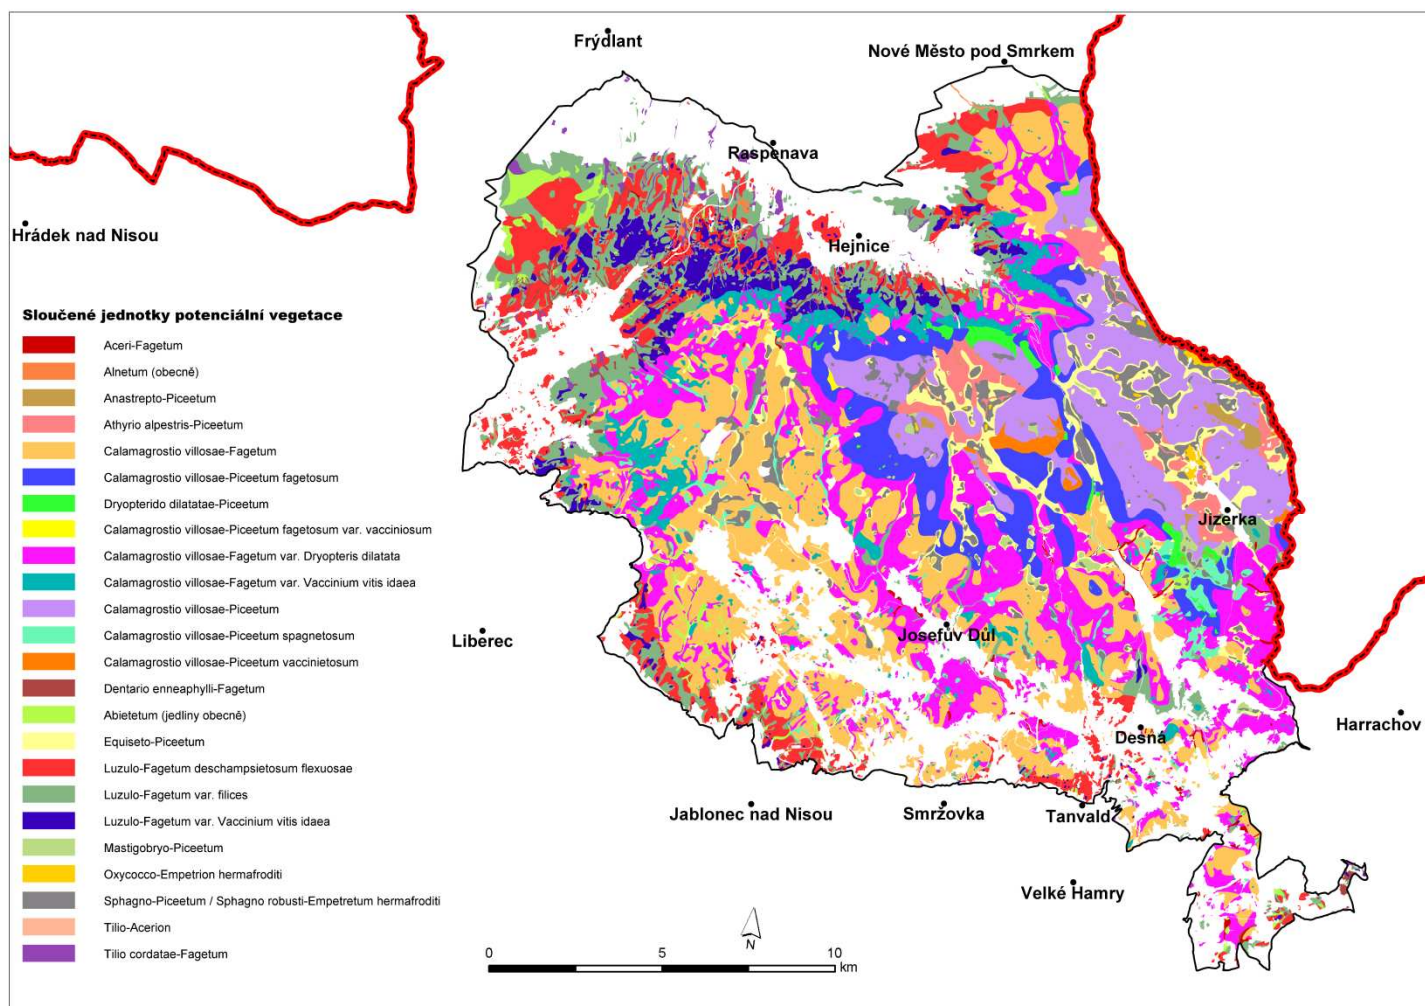 Frýdlant
Nové Město pod Smrkem
Raspenava
Hrádek nad Nisou
Hejnice
Sloučené jednotky potenciální vegetace
Aceri-Fagetum
Alnetum (obecně)
Anastrepto-Piceetum
Athyrio alpestris-Piceetum
Calamagrostio villosae-Fagetum
Calamagrostio villosae-Piceetum fagetosum
Dryopterido dilatatae-Piceetum
Calamagrostio villosae-Piceetum fagetosum var. vacciniosum
Calamagrostio villosae-Fagetum var. Dryopteris dilatata
Calamagrostio villosae-Fagetum var. Vaccinium vitis idaea
Calamagrostio villosae-Piceetum
Calamagrostio villosae-Piceetum spagnetosum
Calamagrostio villosae-Piceetum vaccinietosum
Dentario enneaphylli-Fagetum
Abietetum (jedliny obecně)
Equiseto-Piceetum
Luzulo-Fagetum deschampsietosum flexuosae
Luzulo-Fagetum var. filices
Luzulo-Fagetum var. Vaccinium vitis idaea
Mastigobryo-Piceetum
Oxycocco-Empetrion hermafroditi
Sphagno-Piceetum / Sphagno robusti-Empetretum hermafroditi
Tilio-Acerion
Tilio cordatae-Fagetum
Jizerka
Liberec
Josefův Důl
Harrachov
Desná
Jablonec nad Nisou
Smržovka
Tanvald
Velké Hamry
N
0 5 10
km